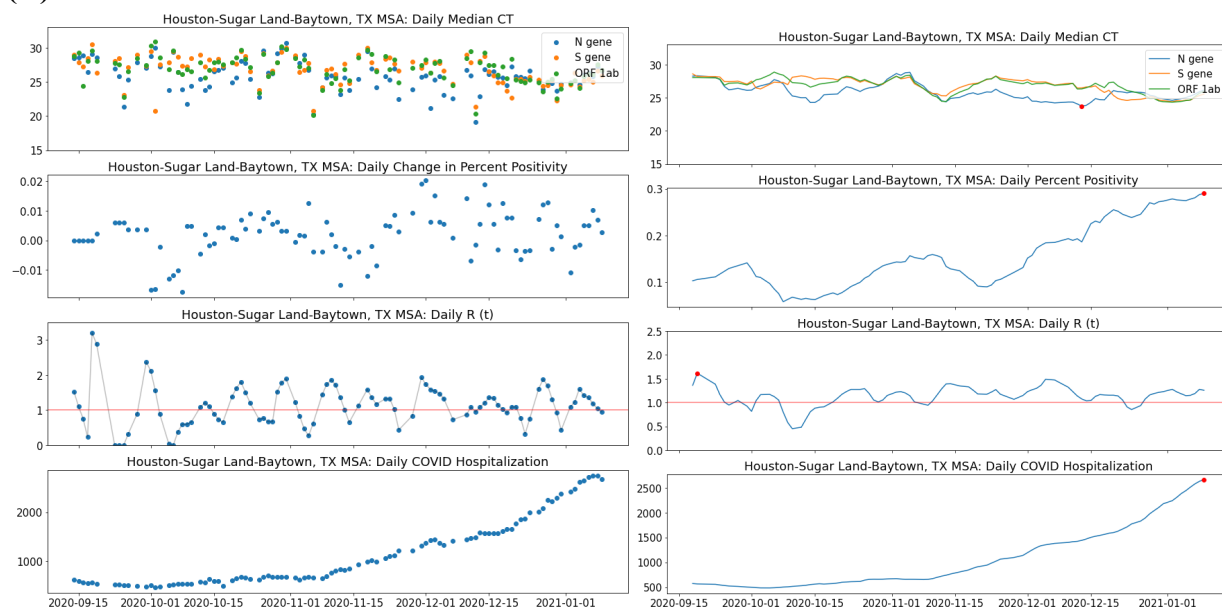 Houston-Sugar Land-Baytown, TX MSA: Daily Median CT
30
25
20
15
N gene
S gene
ORF 1ab
Houston-Sugar Land-Baytown, TX MSA: Daily Change in Percent Positivity
0.02
0.01
0.00
−0.01
Houston-Sugar Land-Baytown, TX MSA: Daily R (t)
3
2
1
0
Houston-Sugar Land-Baytown, TX MSA: Daily COVID Hospitalization
2000
1000
2020-09-15 2020-10-01 2020-10-15 2020-11-01 2020-11-15 2020-12-01 2020-12-15 2021-01-01
Houston-Sugar Land-Baytown, TX MSA: Daily Median CT
30
25
20
15
N gene
S gene
ORF 1ab
Houston-Sugar Land-Baytown, TX MSA: Daily Percent Positivity
0.3
0.2
0.1
Houston-Sugar Land-Baytown, TX MSA: Daily R (t)
2.5
2.0
1.5
1.0
0.5
0.0
Houston-Sugar Land-Baytown, TX MSA: Daily COVID Hospitalization
2500
2000
1500
1000
500
2020-09-15 2020-10-01 2020-10-15 2020-11-01 2020-11-15 2020-12-01 2020-12-15 2021-01-01